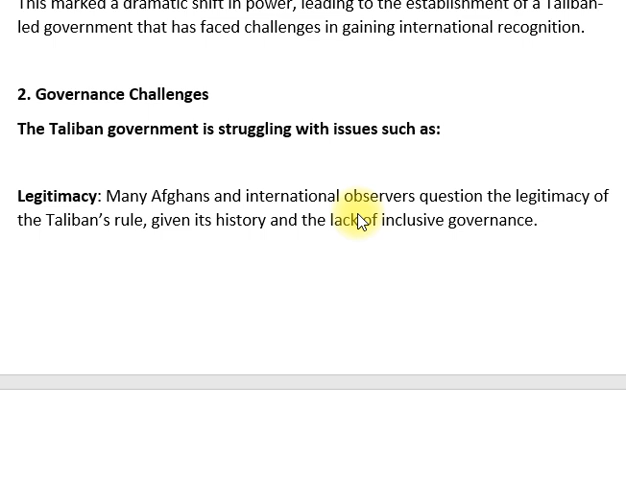 This marked a dramatic shift in power, leading to the establishment of a Taliban-
led government that has faced challenges in gaining international recognition.
2. Governance Challenges
The Taliban government is struggling with issues such as:
Legitimacy: Many Afghans and international observers question the legitimacy of
the Taliban’s rule, given its history and the lack of inclusive governance.